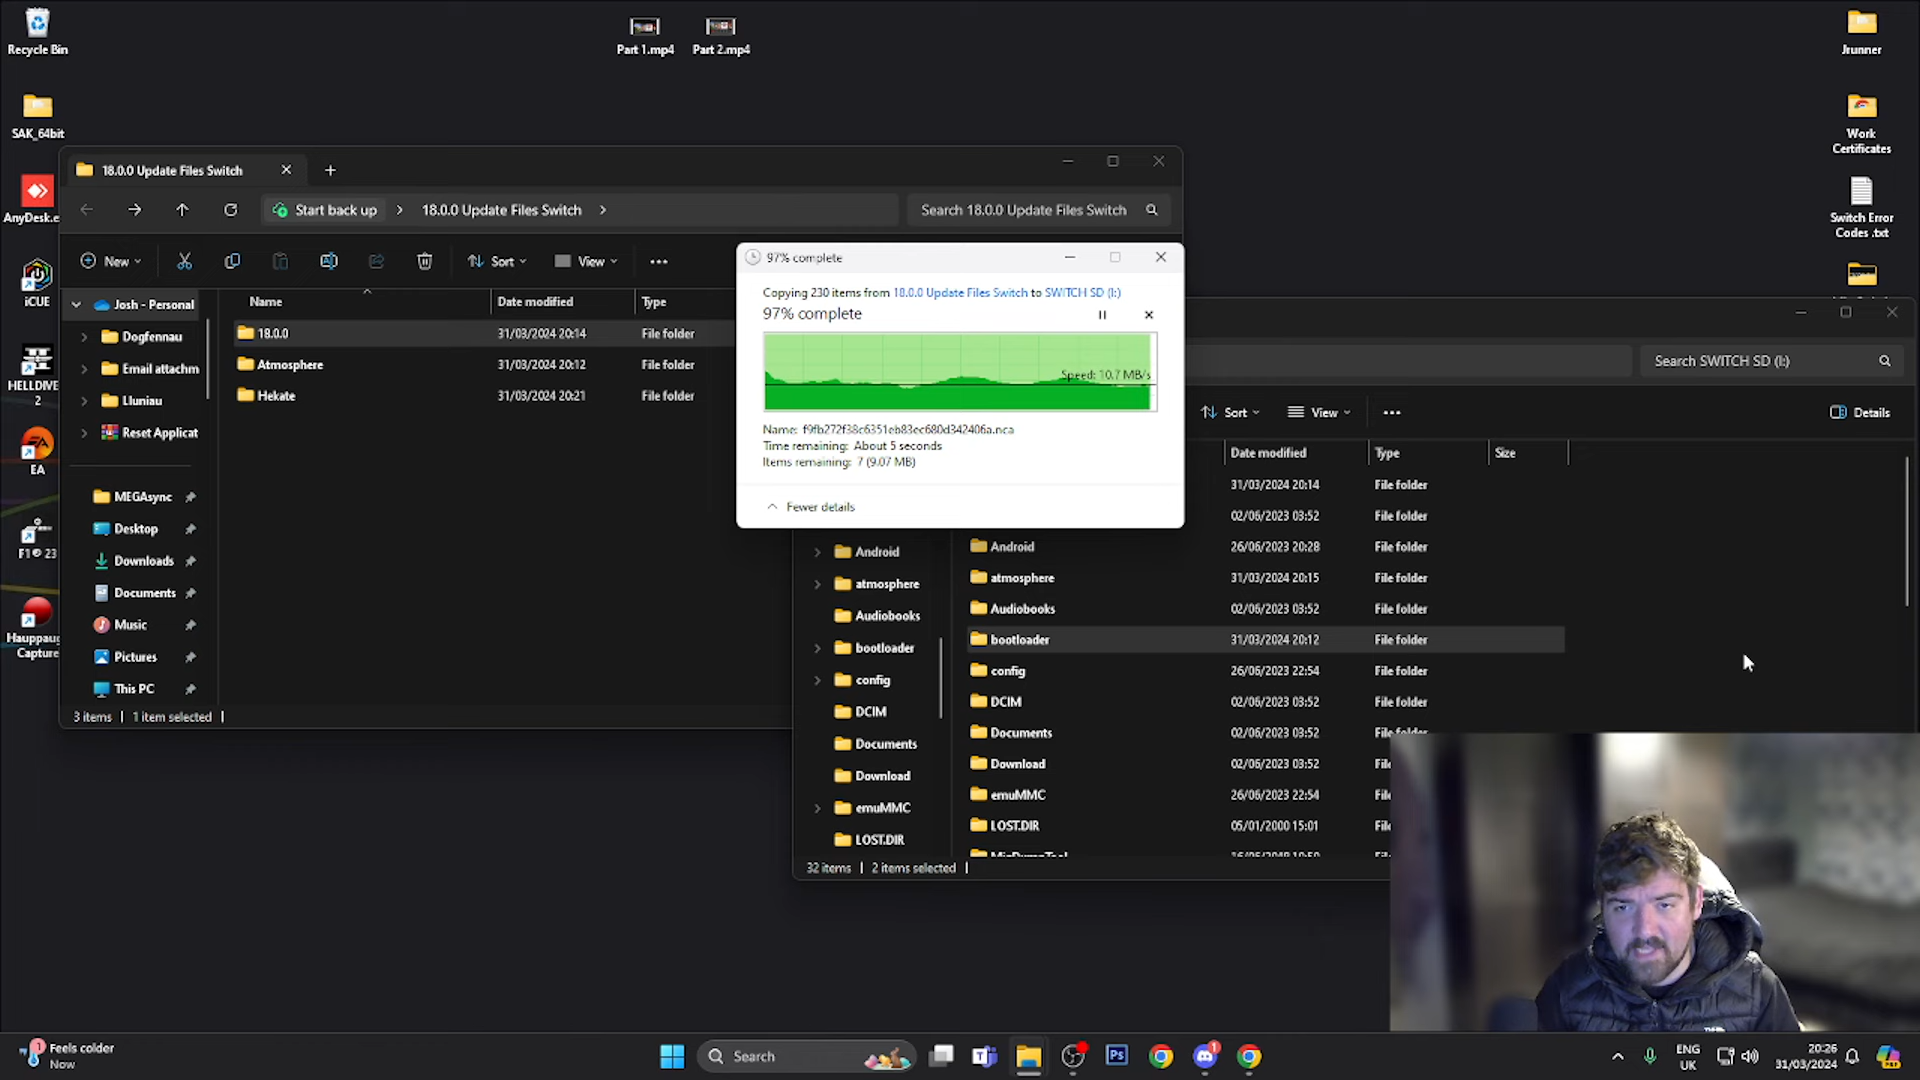 Recycle Bin
Part 1.mp4
Part 2.mp4
Jrunner
SAK_64bit
Work
Certificates
AnyDesk.e
Switch Error
Codes .txt
iCUE
HELLDIVE
2
EA
F1® 23
Hauppaug
Capture
18.0.0 Update Files Switch
Start back up
18.0.0 Update Files Switch
Search 18.0.0 Update Files Switch
New
Sort
View
Josh - Personal
Dogfennau
Email attachm
Lluniau
Reset Applicat
MEGAsync
Desktop
Downloads
Documents
Music
Pictures
This PC
Name
Date modified
Type
18.0.0
31/03/2024 20:14
File folder
Atmosphere
31/03/2024 20:12
File folder
Hekate
31/03/2024 20:21
File folder
3 items
1 item selected
97% complete
Copying 230 items from 18.0.0 Update Files Switch to SWITCH SD (I:)
97% complete
Speed: 10.7 MB/s
Name: f9fb272f38c6351eb83ec680d342406a.nca
Time remaining: About 5 seconds
Items remaining: 7 (9.07 MB)
Fewer details
Search SWITCH SD (I:)
Sort
View
Details
Date modified
Type
Size
31/03/2024 20:14
File folder
02/06/2023 03:52
File folder
Android
26/06/2023 20:28
File folder
atmosphere
31/03/2024 20:15
File folder
Audiobooks
02/06/2023 03:52
File folder
bootloader
31/03/2024 20:12
File folder
config
26/06/2023 22:54
File folder
DCIM
02/06/2023 03:52
File folder
Documents
02/06/2023 03:52
File folder
Download
02/06/2023 03:52
emuMMC
26/06/2023 22:54
LOST.DIR
05/01/2000 15:01
Android
atmosphere
Audiobooks
bootloader
config
DCIM
Documents
Download
emuMMC
LOST.DIR
32 items
2 items selected
1
Feels colder
Now
Search
Ps
1
ENG
UK
20:26
31/03/2024